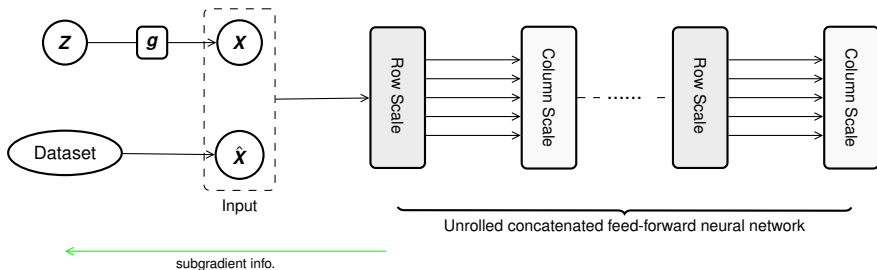 Z
g
X
Dataset
X̂
Input
Row Scale
Column Scale
......
Row Scale
Column Scale
Unrolled concatenated feed-forward neural network
subgradient info.